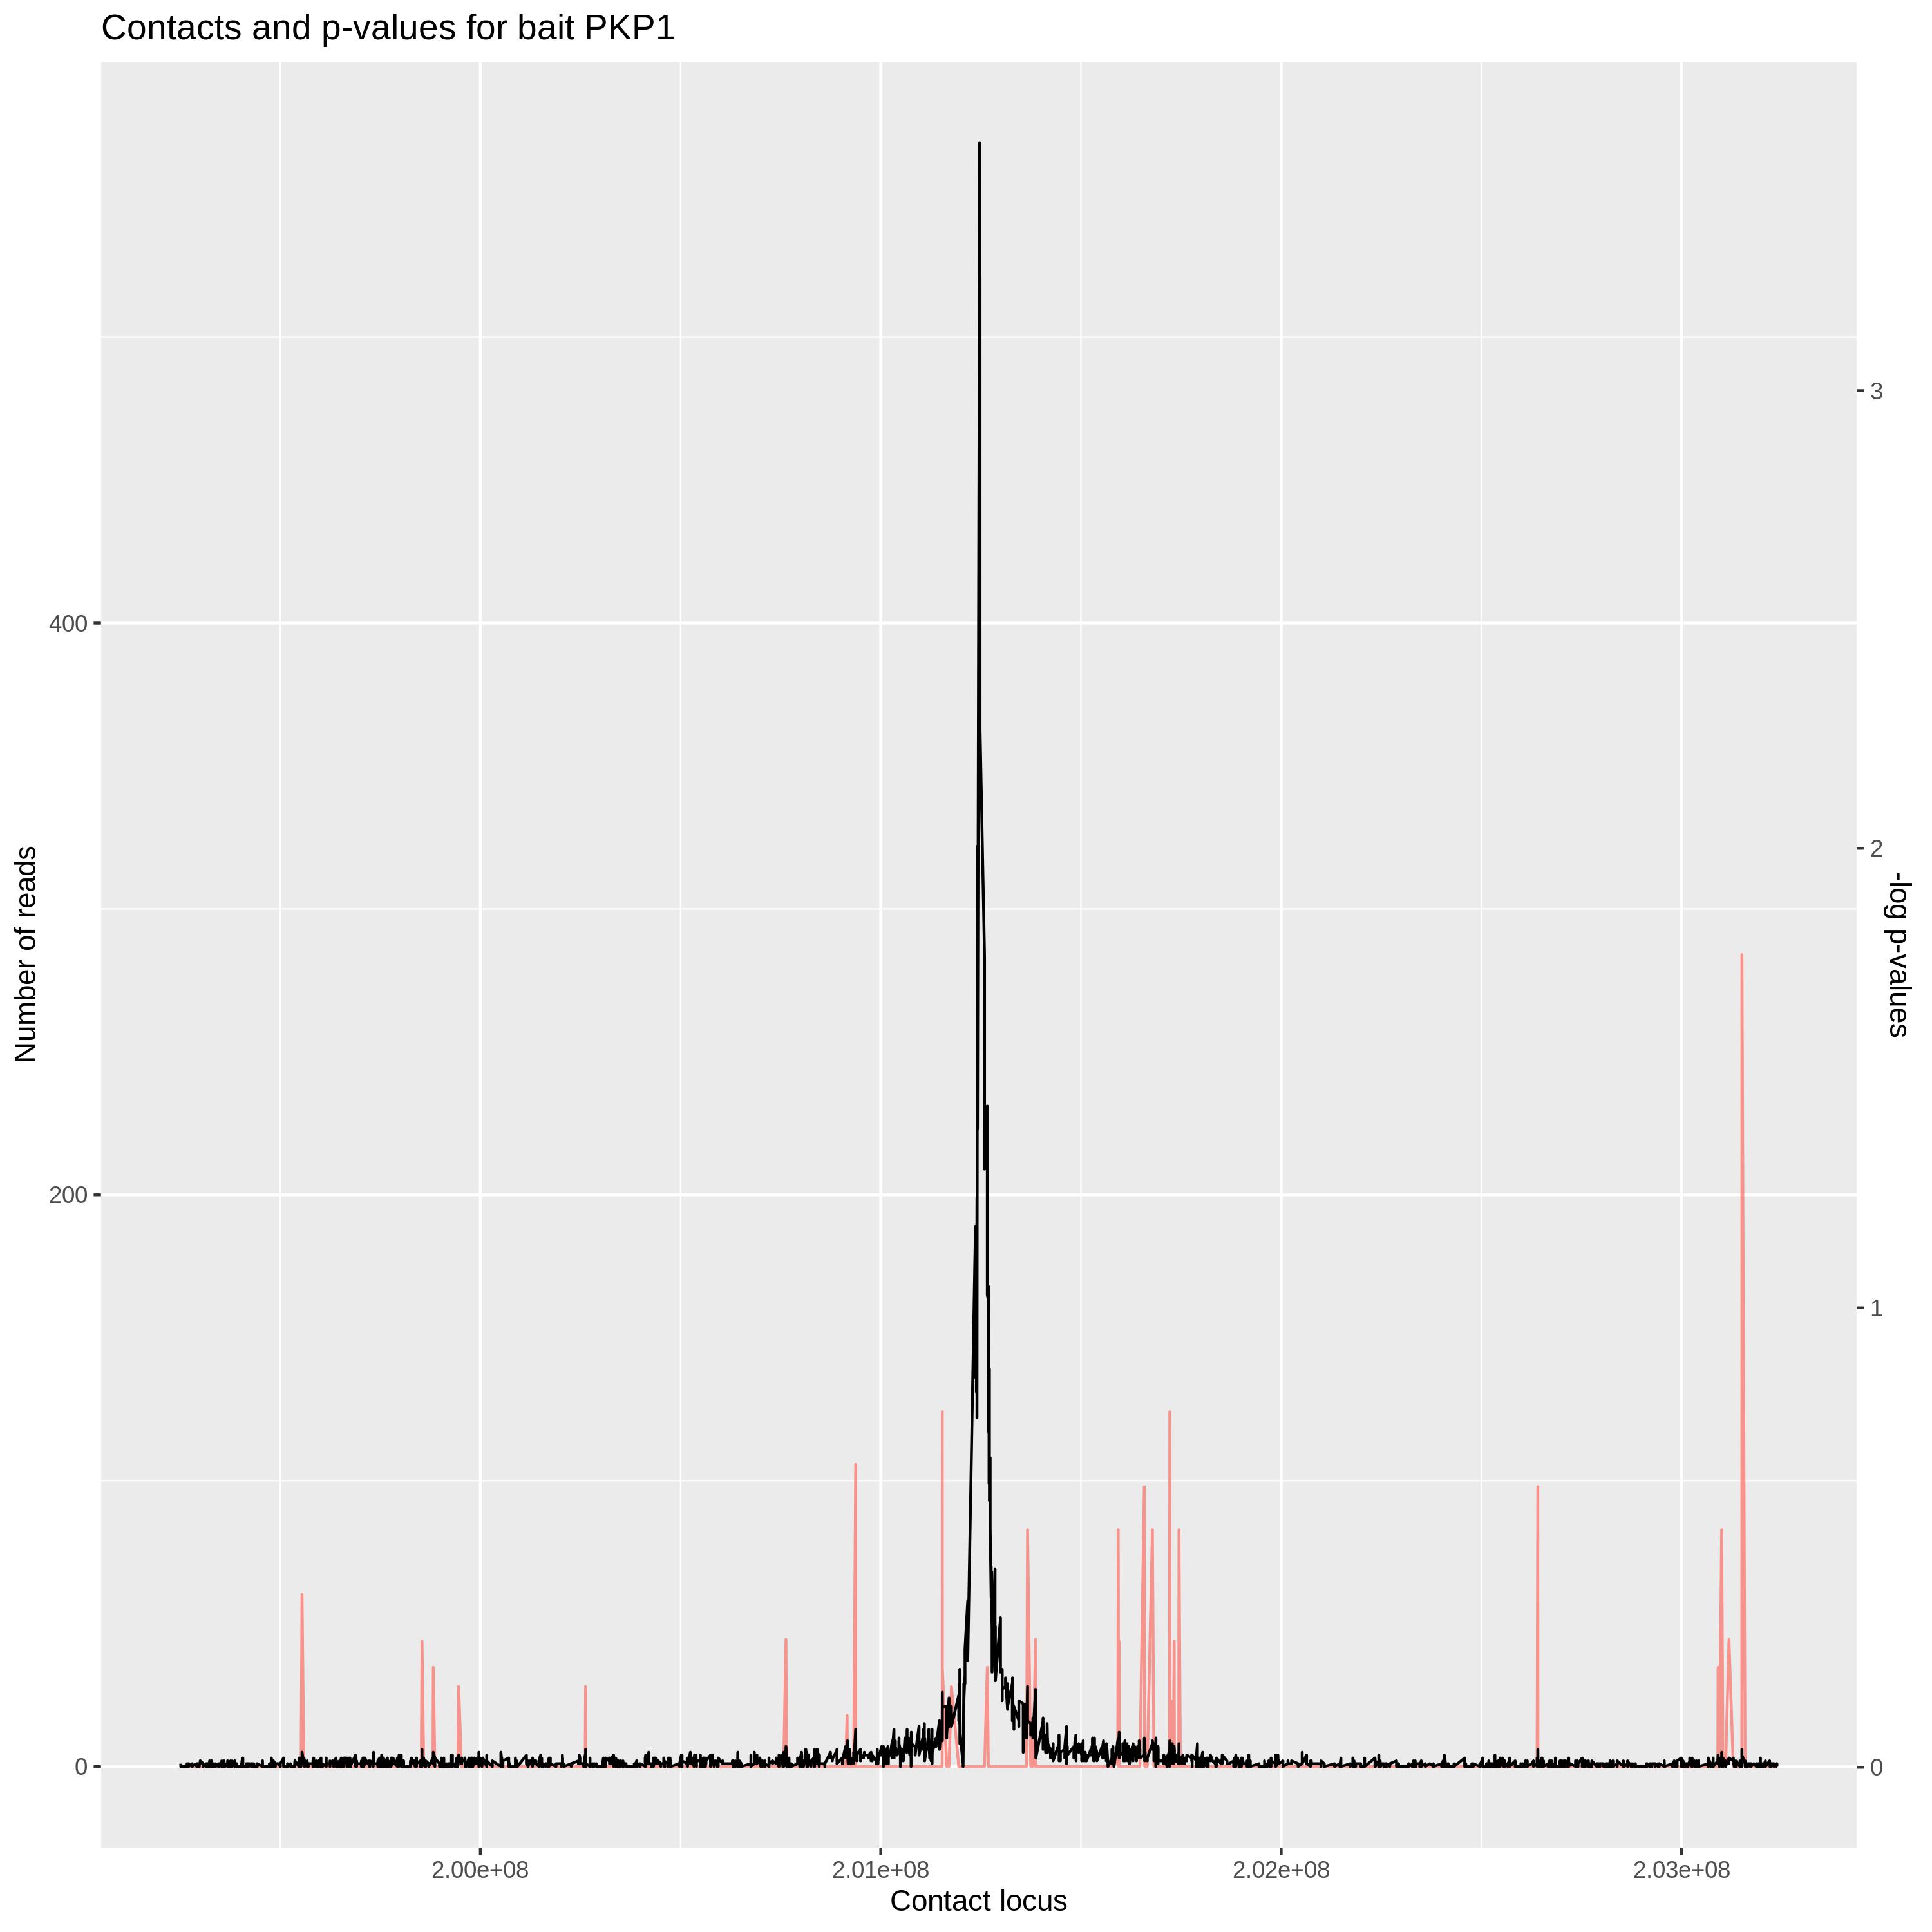 Contacts and p-values for bait PKP1
Number of reads
400
200
0
3
2
1
0
-log p-values
2.00e+08
2.01e+08
2.02e+08
2.03e+08
Contact locus